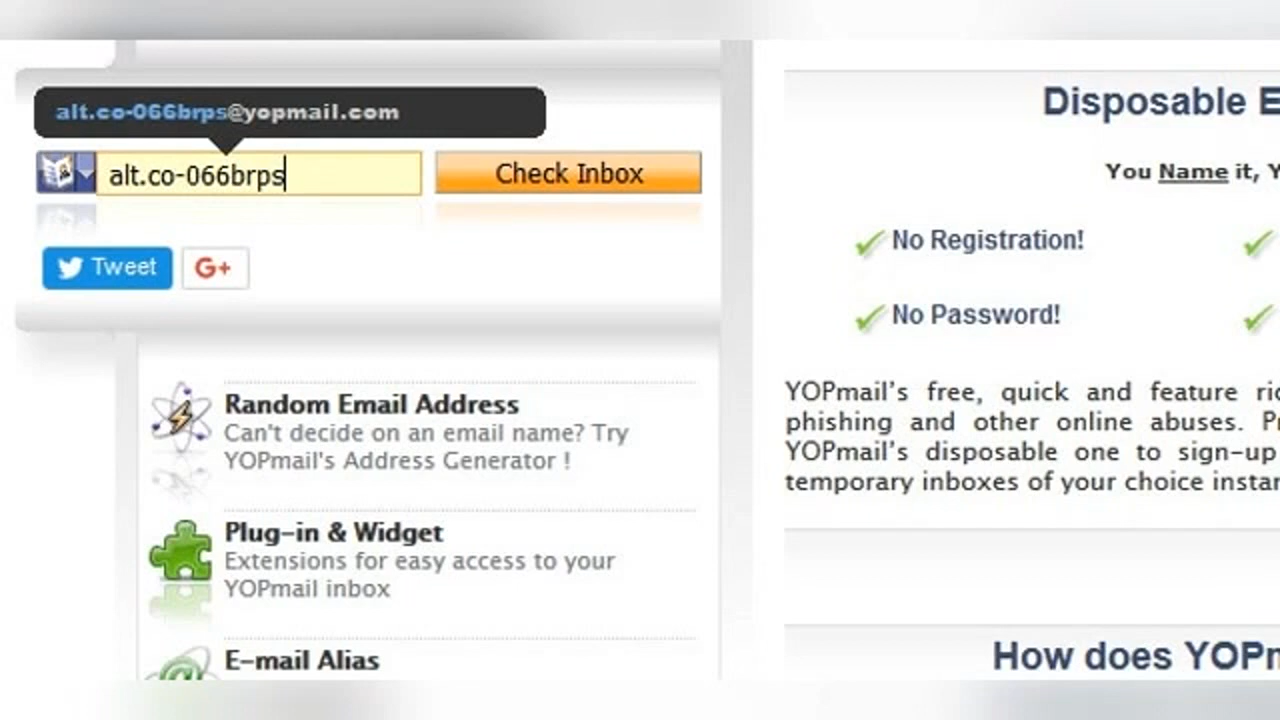 alt.co-066brps@yopmail.com
alt.co-066brps
Check Inbox
Tweet
G+
Random Email Address
Can't decide on an email name? Try
YOPmail's Address Generator !
Plug-in & Widget
Extensions for easy access to your
YOPmail inbox
E-mail Alias
Disposable E
You Name it, Y
No Registration!
No Password!
YOPmail's free, quick and feature ric
phishing and other online abuses. Pr
YOPmail's disposable one to sign-up
temporary inboxes of your choice instan
How does YOPm